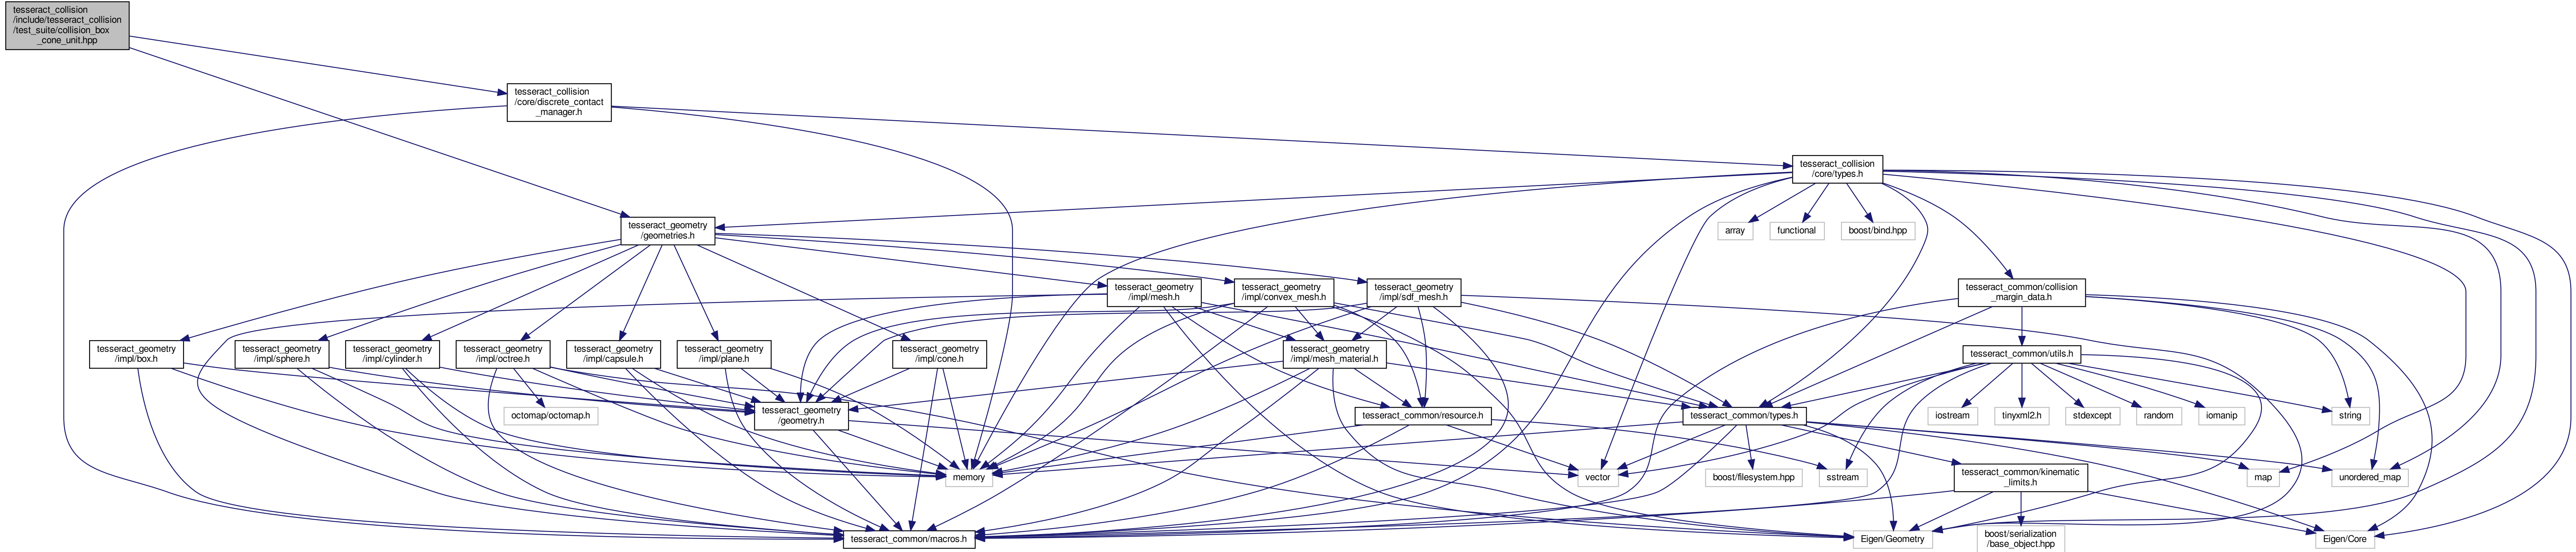 tesseract_collision
/include/tesseract_collision
/test_suite/collision_box
_cone_unit.hpp
tesseract_collision
/core/discrete_contact
_manager.h
tesseract_collision
/core/types.h
tesseract_geometry
/geometries.h
array
functional
boost/bind.hpp
tesseract_geometry
/impl/mesh.h
tesseract_geometry
/impl/convex_mesh.h
tesseract_geometry
/impl/sdf_mesh.h
tesseract_common/collision
_margin_data.h
tesseract_geometry
/impl/box.h
tesseract_geometry
/impl/sphere.h
tesseract_geometry
/impl/cylinder.h
tesseract_geometry
/impl/octree.h
tesseract_geometry
/impl/capsule.h
tesseract_geometry
/impl/plane.h
tesseract_geometry
/impl/cone.h
tesseract_geometry
/impl/mesh_material.h
tesseract_common/utils.h
octomap/octomap.h
tesseract_geometry
/geometry.h
tesseract_common/resource.h
tesseract_common/types.h
iostream
tinyxml2.h
stdexcept
random
iomanip
string
memory
vector
boost/filesystem.hpp
sstream
tesseract_common/kinematic
_limits.h
map
unordered_map
tesseract_common/macros.h
Eigen/Geometry
boost/serialization
/base_object.hpp
Eigen/Core